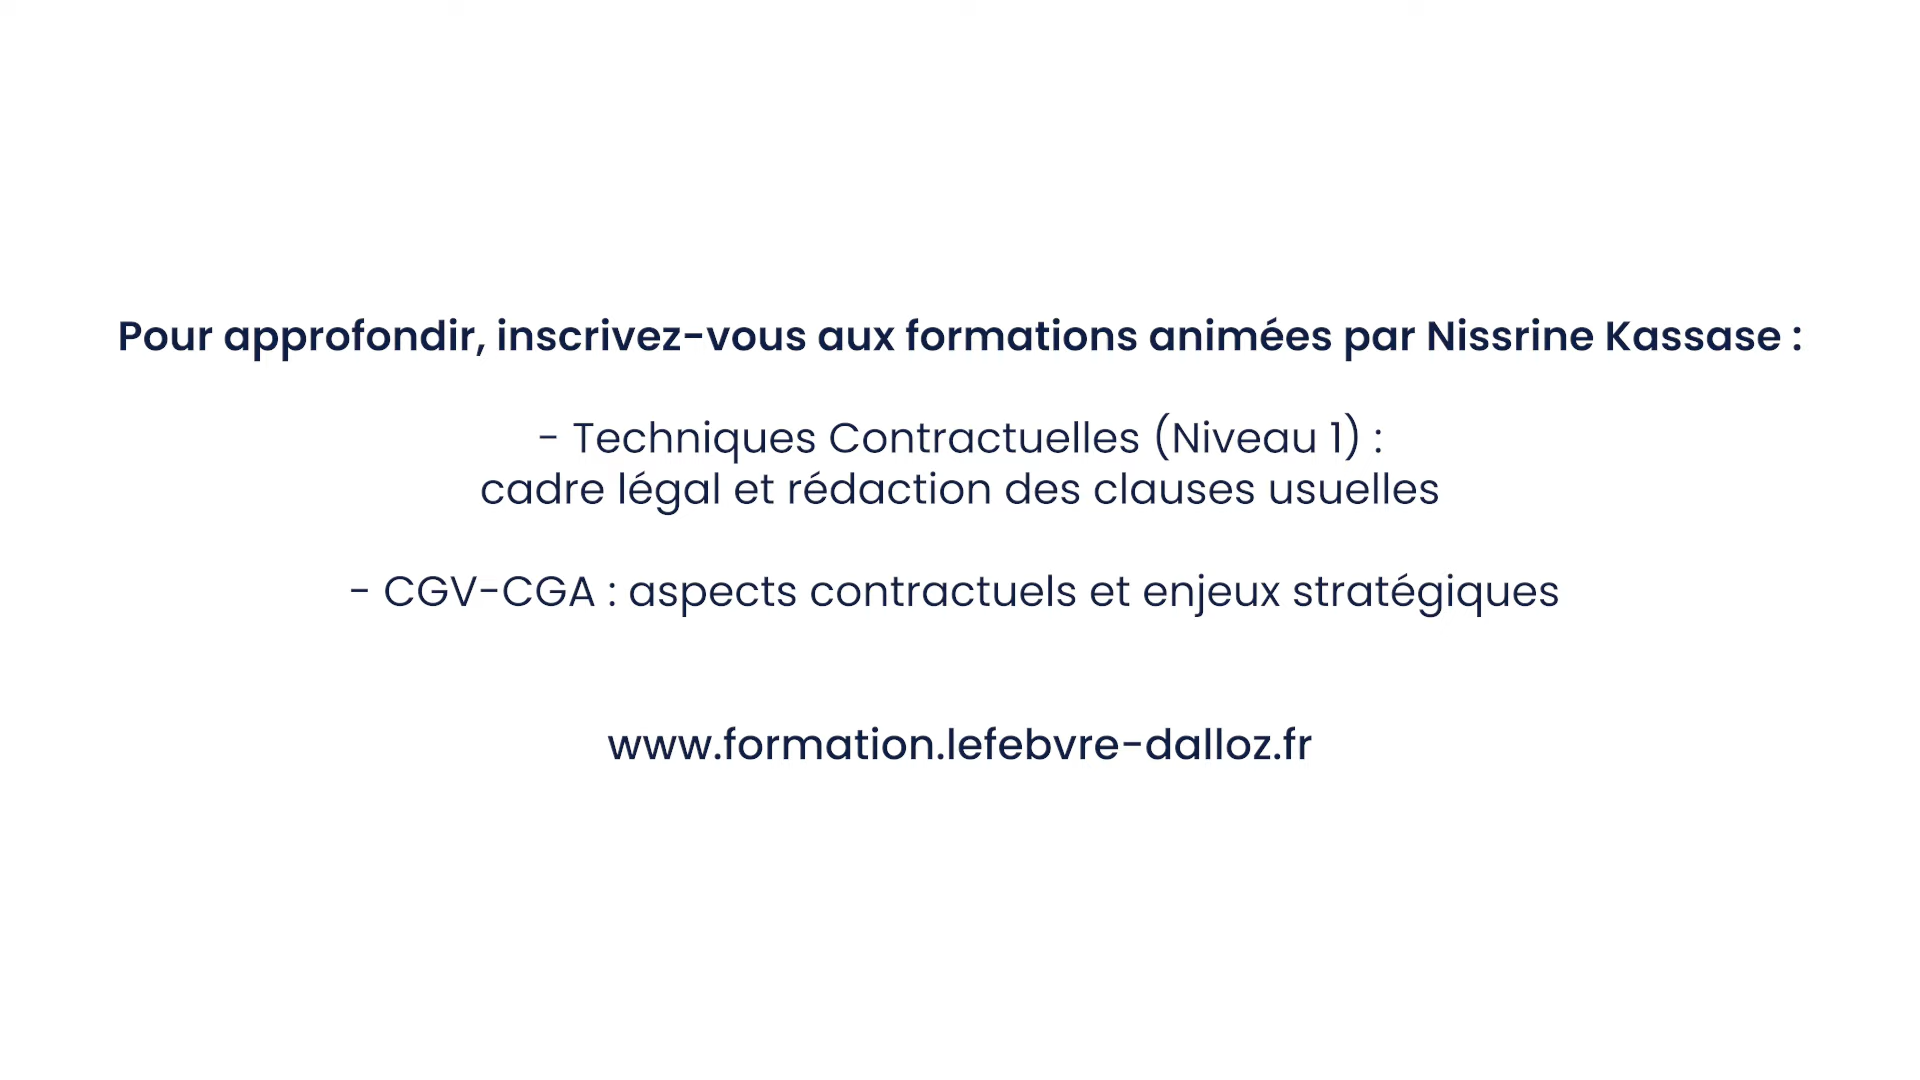 Pour approfondir, inscrivez-vous aux formations animées par Nissrine Kassase :
- Techniques Contractuelles (Niveau 1) :
cadre légal et rédaction des clauses usuelles
- CGV-CGA : aspects contractuels et enjeux stratégiques
www.formation.lefebvre-dalloz.fr